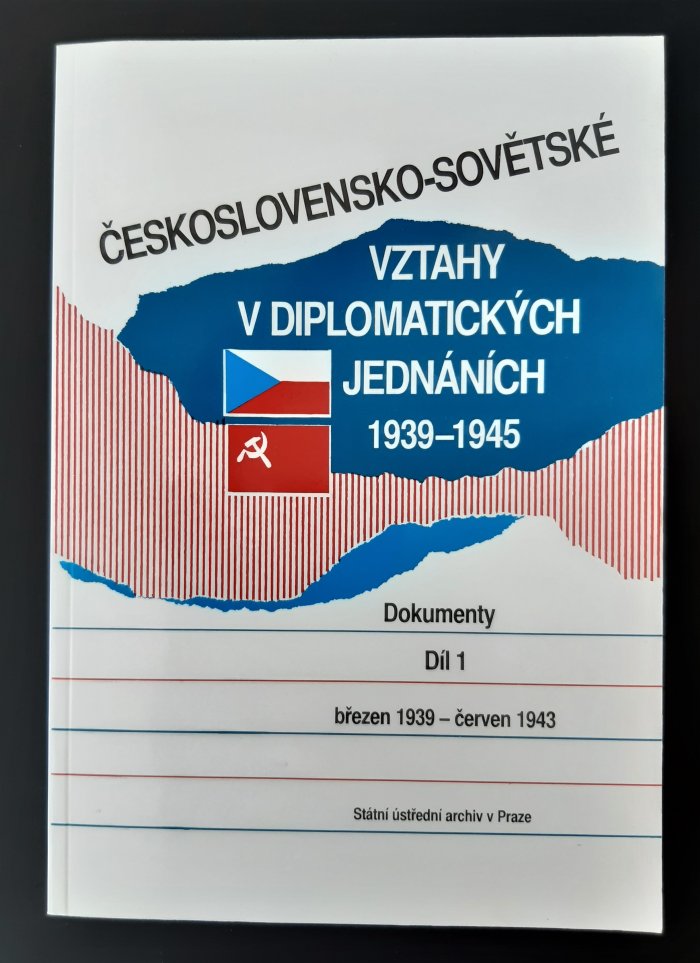 ČESKOSLOVENSKO-SOVĚTSKÉ
VZTAHY
V DIPLOMATICKÝCH
JEDNÁNÍCH
1939–1945
Dokumenty
Díl 1
březen 1939 – červen 1943
Státní ústřední archiv v Praze